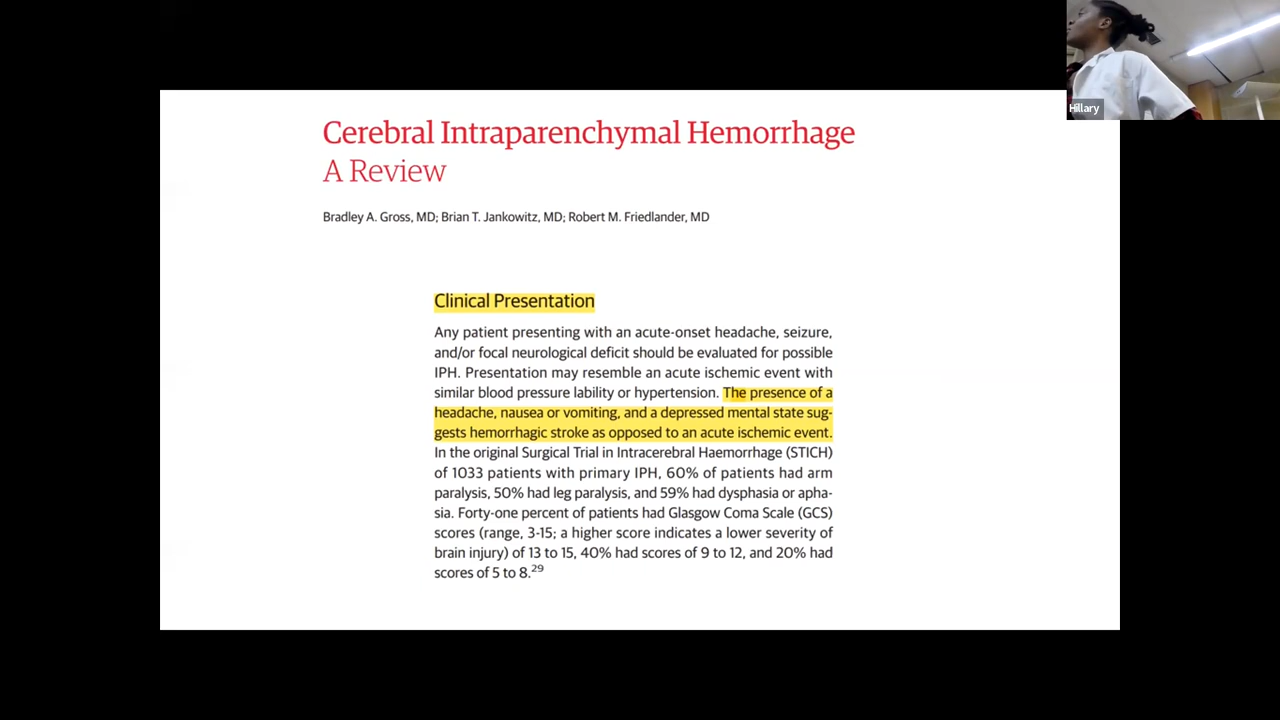 Hillary
Cerebral Intraparenchymal Hemorrhage
A Review
Bradley A. Gross, MD; Brian T. Jankowitz, MD; Robert M. Friedlander, MD
Clinical Presentation
Any patient presenting with an acute-onset headache, seizure,
and/or focal neurological deficit should be evaluated for possible
IPH. Presentation may resemble an acute ischemic event with
similar blood pressure lability or hypertension. The presence of a
headache, nausea or vomiting, and a depressed mental state sug-
gests hemorrhagic stroke as opposed to an acute ischemic event.
In the original Surgical Trial in Intracerebral Haemorrhage (STICH)
of 1033 patients with primary IPH, 60% of patients had arm
paralysis, 50% had leg paralysis, and 59% had dysphasia or apha-
sia. Forty-one percent of patients had Glasgow Coma Scale (GCS)
scores (range, 3-15; a higher score indicates a lower severity of
brain injury) of 13 to 15, 40% had scores of 9 to 12, and 20% had
scores of 5 to 8.29